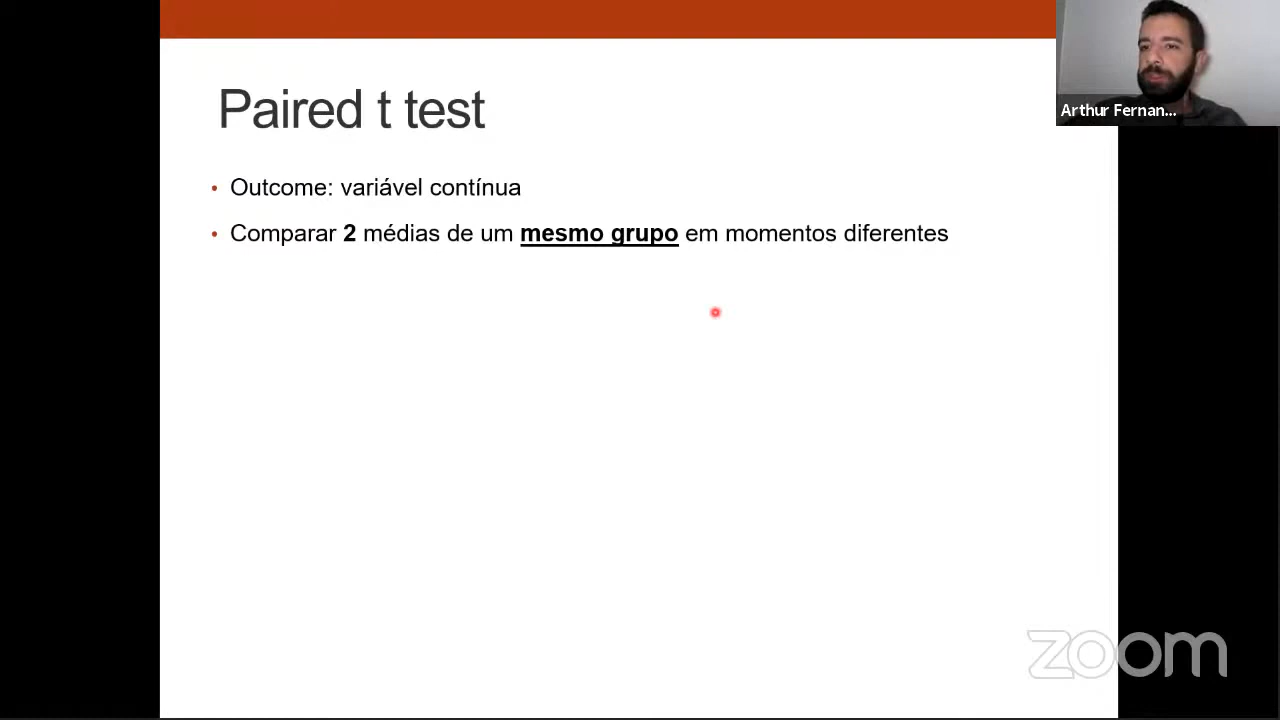 Paired t test
Arthur Fernan...
• Outcome: variável contínua
• Comparar 2 médias de um mesmo grupo em momentos diferentes
zoom